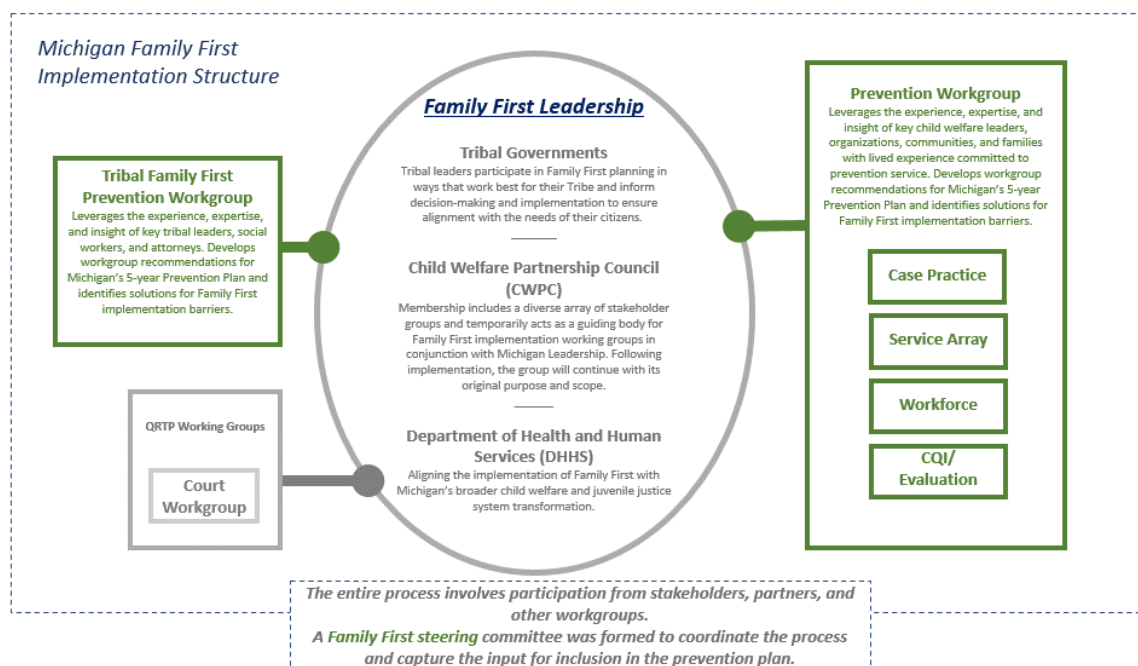 Michigan Family First
Implementation Structure
Family First Leadership
Tribal Governments
Tribal leaders participate in Family First planning in
ways that work best for their Tribe and inform
decision-making and implementation to ensure
alignment with the needs of their citizens.
Child Welfare Partnership Council
(CWPC)
Membership includes a diverse array of stakeholder
groups and temporarily acts as a guiding body for
Family First implementation working groups in
conjunction with Michigan Leadership. Following
implementation, the group will continue with its
original purpose and scope.
Department of Health and Human
Services (DHHS)
Aligning the implementation of Family First with
Michigan's broader child welfare and juvenile justice
system transformation.
Tribal Family First
Prevention Workgroup
Leverages the experience, expertise,
and insight of key tribal leaders, social
workers, and attorneys. Develops
workgroup recommendations for
Michigan's 5-year Prevention Plan and
identifies solutions for Family First
implementation barriers.
QRTP Working Groups
Court
Workgroup
Prevention Workgroup
Leverages the experience, expertise, and
insight of key child welfare leaders,
organizations, communities, and families
with lived experience committed to
prevention service. Develops workgroup
recommendations for Michigan's 5-year
Prevention Plan and identifies solutions for
Family First implementation barriers.
Case Practice
Service Array
Workforce
CQI/
Evaluation
The entire process involves participation from stakeholders, partners, and
other workgroups.
A Family First steering committee was formed to coordinate the process
and capture the input for inclusion in the prevention plan.